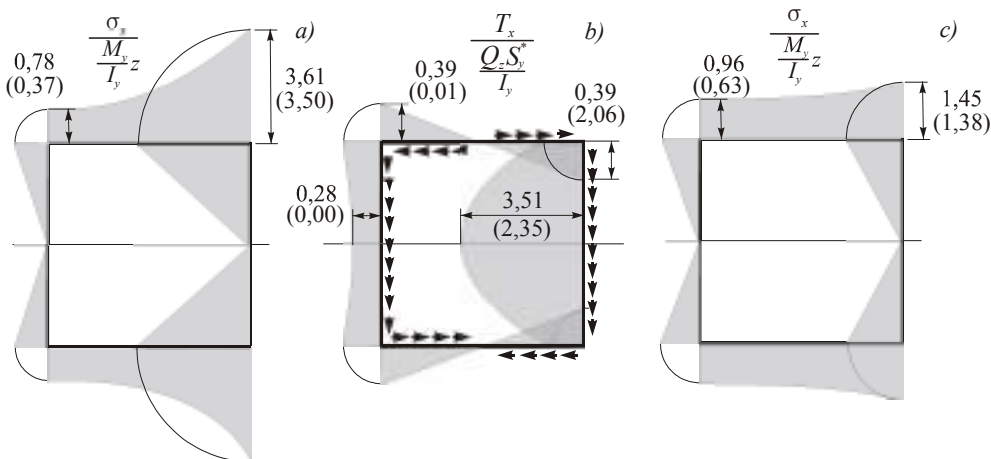 σx
My
Iy
z
a)
0,78
(0,37)
3,61
(3,50)
Tx
QzS*y
Iy
b)
0,39
(0,01)
0,39
(2,06)
0,28
(0,00)
3,51
(2,35)
σx
My
Iy
z
c)
0,96
(0,63)
1,45
(1,38)